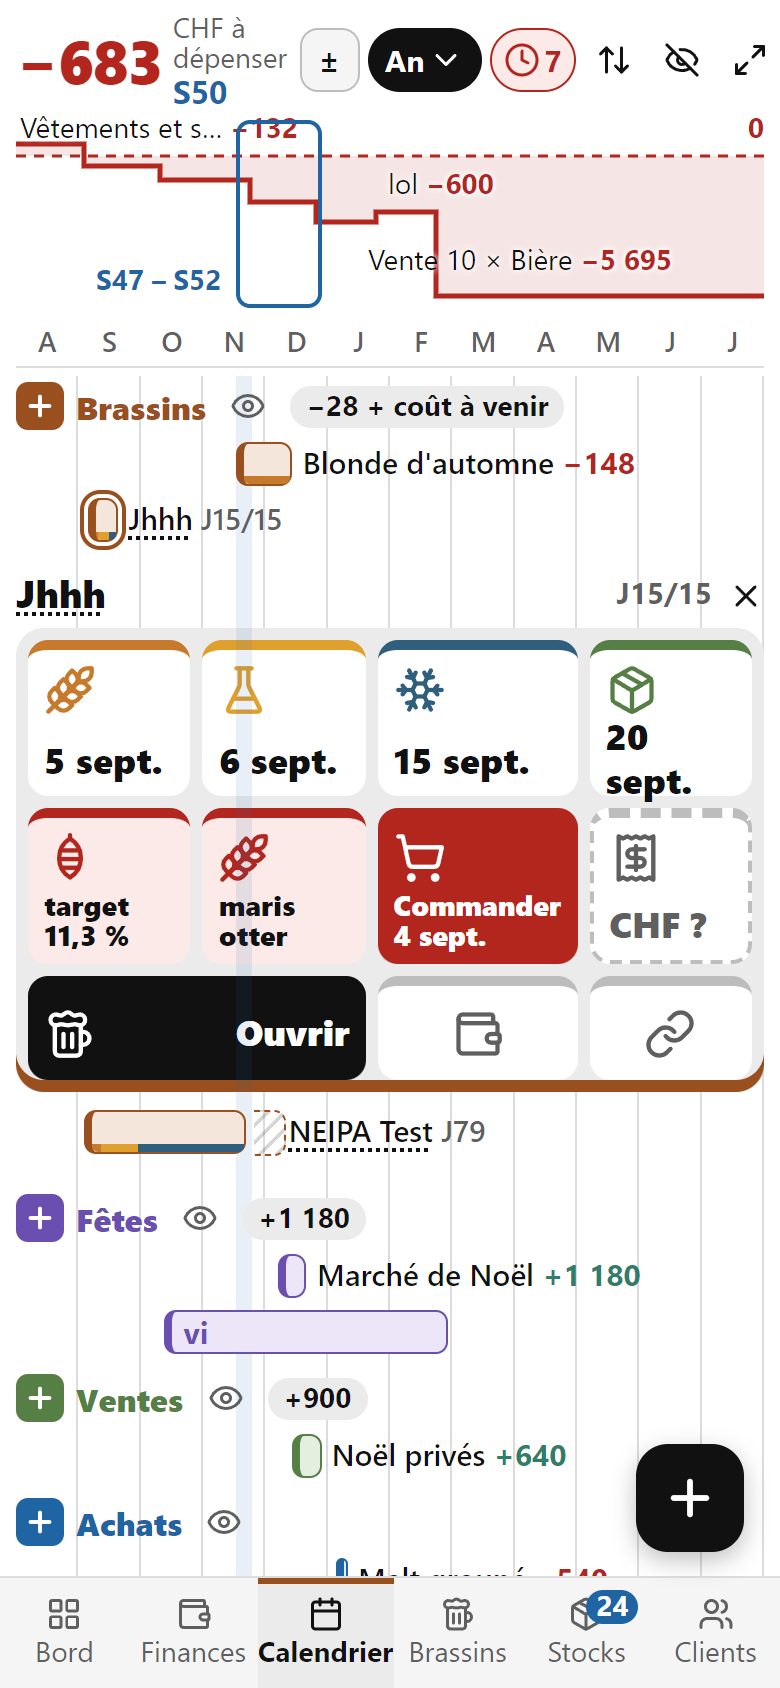 −683
CHF à
dépenser
S50
±
An
7
Vêtements et s... −132
0
lol −600
Vente 10 × Bière −5 695
S47 – S52
A S O N D J F M A M J J
Brassins
−28 + coût à venir
Blonde d'automne −148
Jhhh J15/15
Jhhh
J15/15
5 sept.
6 sept.
15 sept.
20
sept.
target
11,3 %
maris
otter
Commander
4 sept.
CHF ?
Ouvrir
NEIPA Test J79
Fêtes
+1 180
Marché de Noël +1 180
vi
Ventes
+900
Noël privés +640
Achats
Malt groupé −540
24
Bord
Finances
Calendrier
Brassins
Stocks
Clients